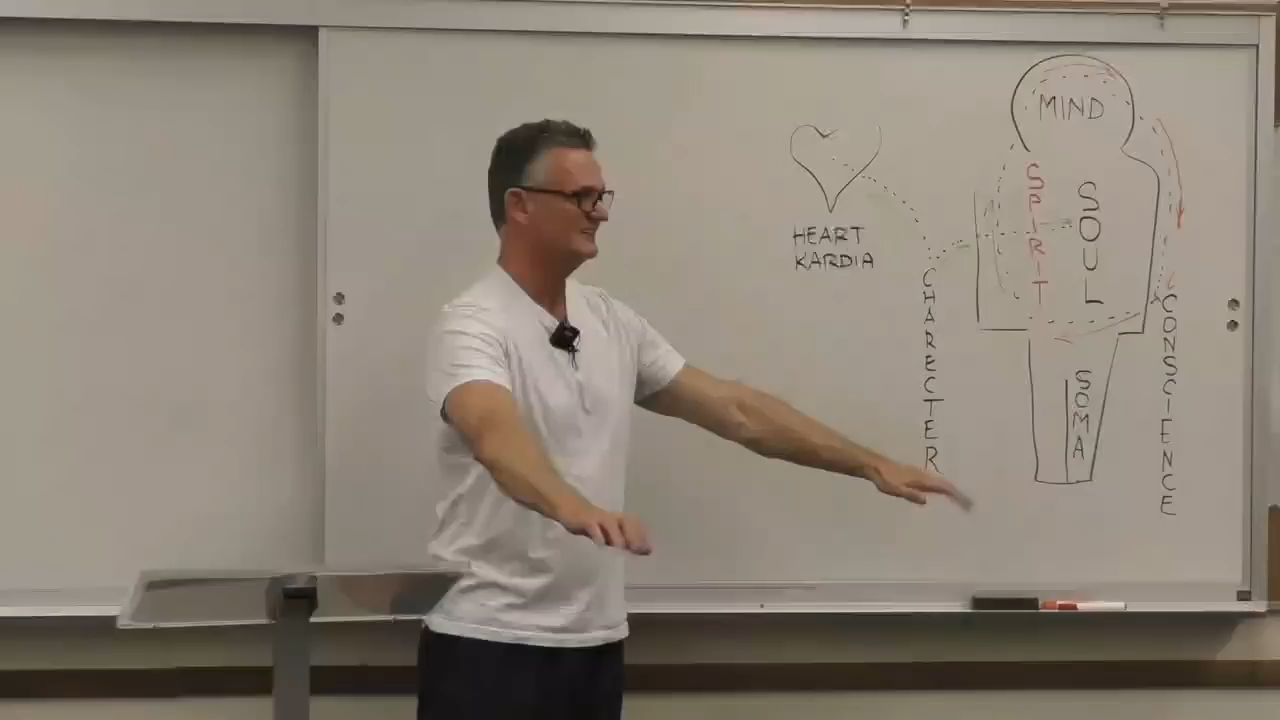 MIND
HEART
KARDIA
CHARECTER
SPIRIT
SOUL
SOMA
CONSCIENCE